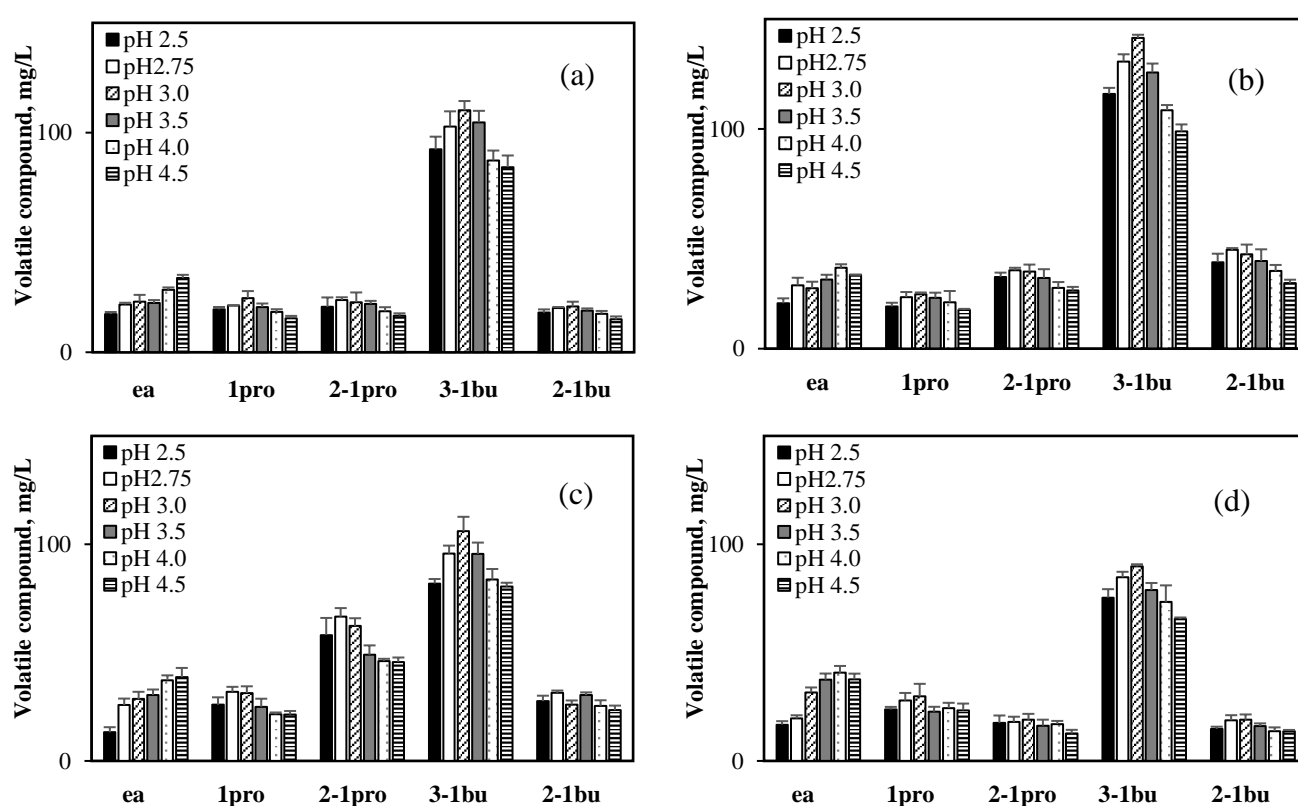 Volatile compound, mg/L
100
0
pH 2.5
pH2.75
pH 3.0
pH 3.5
pH 4.0
pH 4.5
(a)
ea 1pro 2-1pro 3-1bu 2-1bu
Volatile compound, mg/L
100
0
pH 2.5
pH2.75
pH 3.0
pH 3.5
pH 4.0
pH 4.5
(b)
ea 1pro 2-1pro 3-1bu 2-1bu
Volatile compound, mg/L
100
0
pH 2.5
pH2.75
pH 3.0
pH 3.5
pH 4.0
pH 4.5
(c)
ea 1pro 2-1pro 3-1bu 2-1bu
Volatile compound, mg/L
100
0
pH 2.5
pH2.75
pH 3.0
pH 3.5
pH 4.0
pH 4.5
(d)
ea 1pro 2-1pro 3-1bu 2-1bu